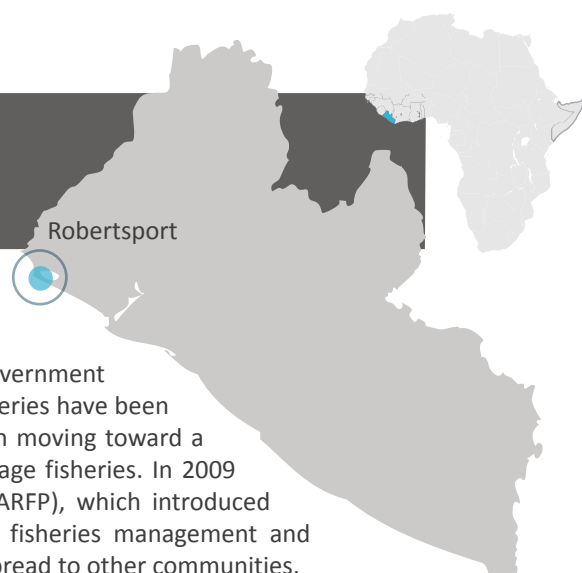 Robertsport
vernment
eries have been
n moving toward a
age fisheries. In 2009
ARFP), which introduced
fisheries management and
pread to other communities.